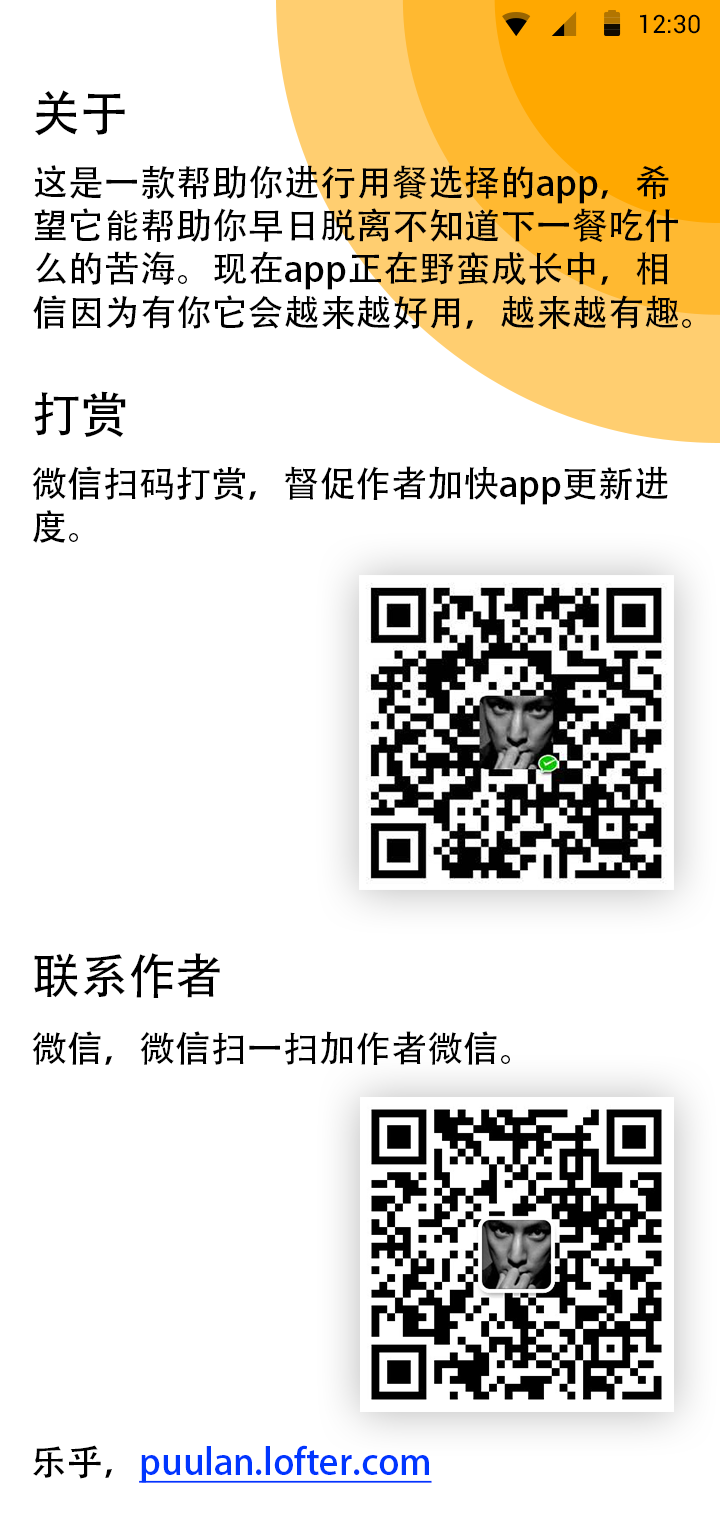 12:30
关于
这是一款帮助你进行用餐选择的app，希
望它能帮助你早日脱离不知道下一餐吃什
么的苦海。现在app正在野蛮成长中，相
信因为有你它会越来越好用，越来越有趣。
打赏
微信扫码打赏，督促作者加快app更新进
度。
联系作者
微信，微信扫一扫加作者微信。
乐乎，puulan.lofter.com